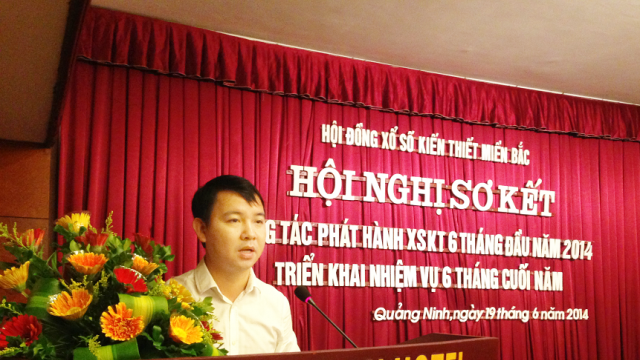 HỘI ĐỒNG XỔ SỐ KIẾN THIẾT MIỀN BẮC
HỘI NGHỊ SƠ KẾT
TÁC PHÁT HÀNH XSKT 6 THÁNG ĐẦU NĂM 2014
TRIỂN KHAI NHIỆM VỤ 6 THÁNG CUỐI NĂM
Quảng Ninh, ngày 19 tháng 6 năm 2014